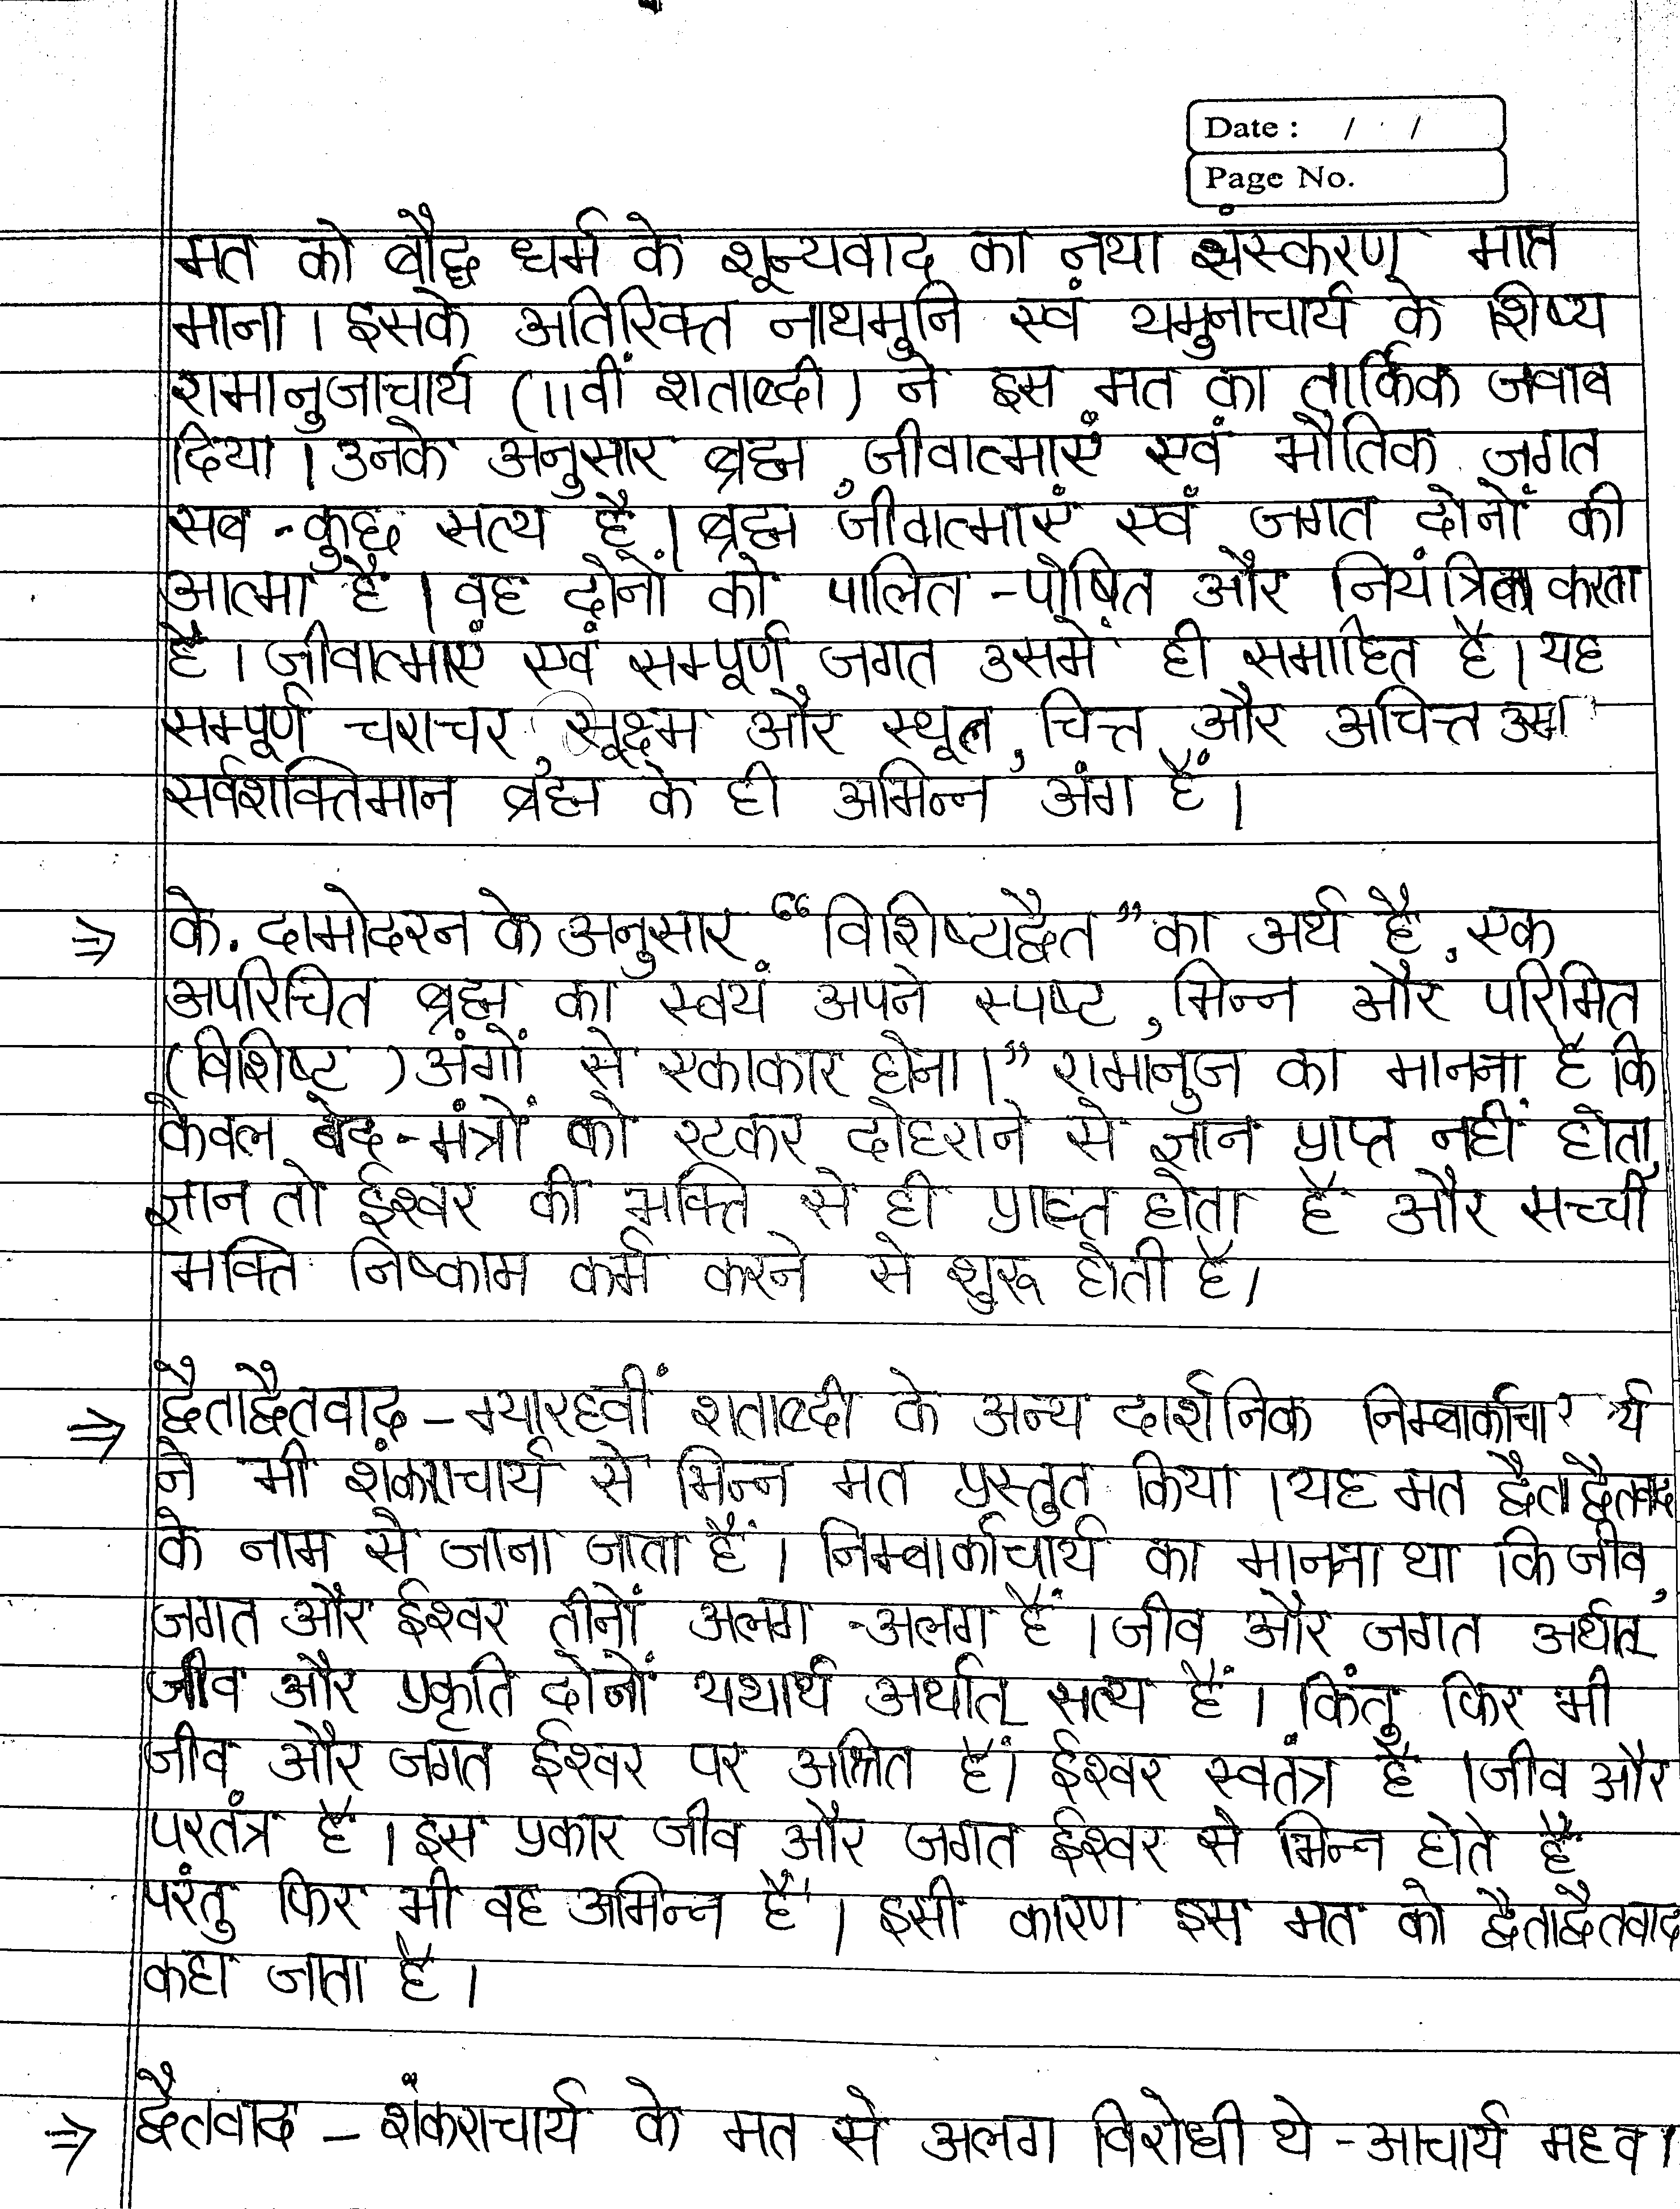 Date : / /
Page No.
मत को बौद्ध धर्म के शून्यवाद का नया संस्करण मात्र
माना। इसके अतिरिक्त नाथमुनि एवं यमुनाचार्य के शिष्य
रामानुजाचार्य (11वीं शताब्दी) ने इस मत का तार्किक जवाब
दिया। उनके अनुसार ब्रह्म, जीवात्माएं एवं भौतिक जगत
सब-कुछ सत्य है। ब्रह्म, जीवात्माएं एवं जगत दोनों की
आत्मा है। वह दोनों को पालित-पोषित और नियंत्रित करता
है। जीवात्माएं एवं सम्पूर्ण जगत उसमें ही समाहित है। यह
सम्पूर्ण चराचर, सूक्ष्म और स्थूल, चित्त और अचित्त उस
सर्वशक्तिमान ब्रह्म के ही अभिन्न अंग हैं।
⇒ के. दामोदरन के अनुसार “विशिष्यद्वैत” का अर्थ है, एक
अपरिचित ब्रह्म का स्वयं अपने स्पष्ट, भिन्न और परिमित
(विशिष्ट) अंगों से एकाकार होना।” रामानुज का मानना है कि
केवल वेद-मंत्रों को रटकर दोहराने से ज्ञान प्राप्त नहीं होता,
ज्ञान तो ईश्वर की भक्ति से ही प्राप्त होता है और सच्ची
भक्ति निष्काम कर्म करने से शुरू होती है।
⇒ द्वैताद्वैतवाद - ग्यारहवीं शताब्दी के अन्य दार्शनिक निम्बार्काचार्य
ने भी शंकराचार्य से भिन्न मत प्रस्तुत किया। यह मत द्वैताद्वैतवाद
के नाम से जाना जाता है। निम्बार्काचार्य का मानना था कि जीव,
जगत और ईश्वर तीनों अलग-अलग हैं। जीव और जगत अर्थात्
जीव और प्रकृति दोनों यथार्थ अर्थात् सत्य हैं। किंतु फिर भी
जीव और जगत ईश्वर पर आश्रित हैं। ईश्वर स्वतंत्र है। जीव और
परतंत्र है। इस प्रकार जीव और जगत ईश्वर से भिन्न होते हैं
परंतु फिर भी वह अभिन्न हैं। इसी कारण इस मत को द्वैताद्वैतवाद
कहा जाता है।
⇒ द्वैतवाद - शंकराचार्य के मत से अलग विरोधी थे - आचार्य मध्व।